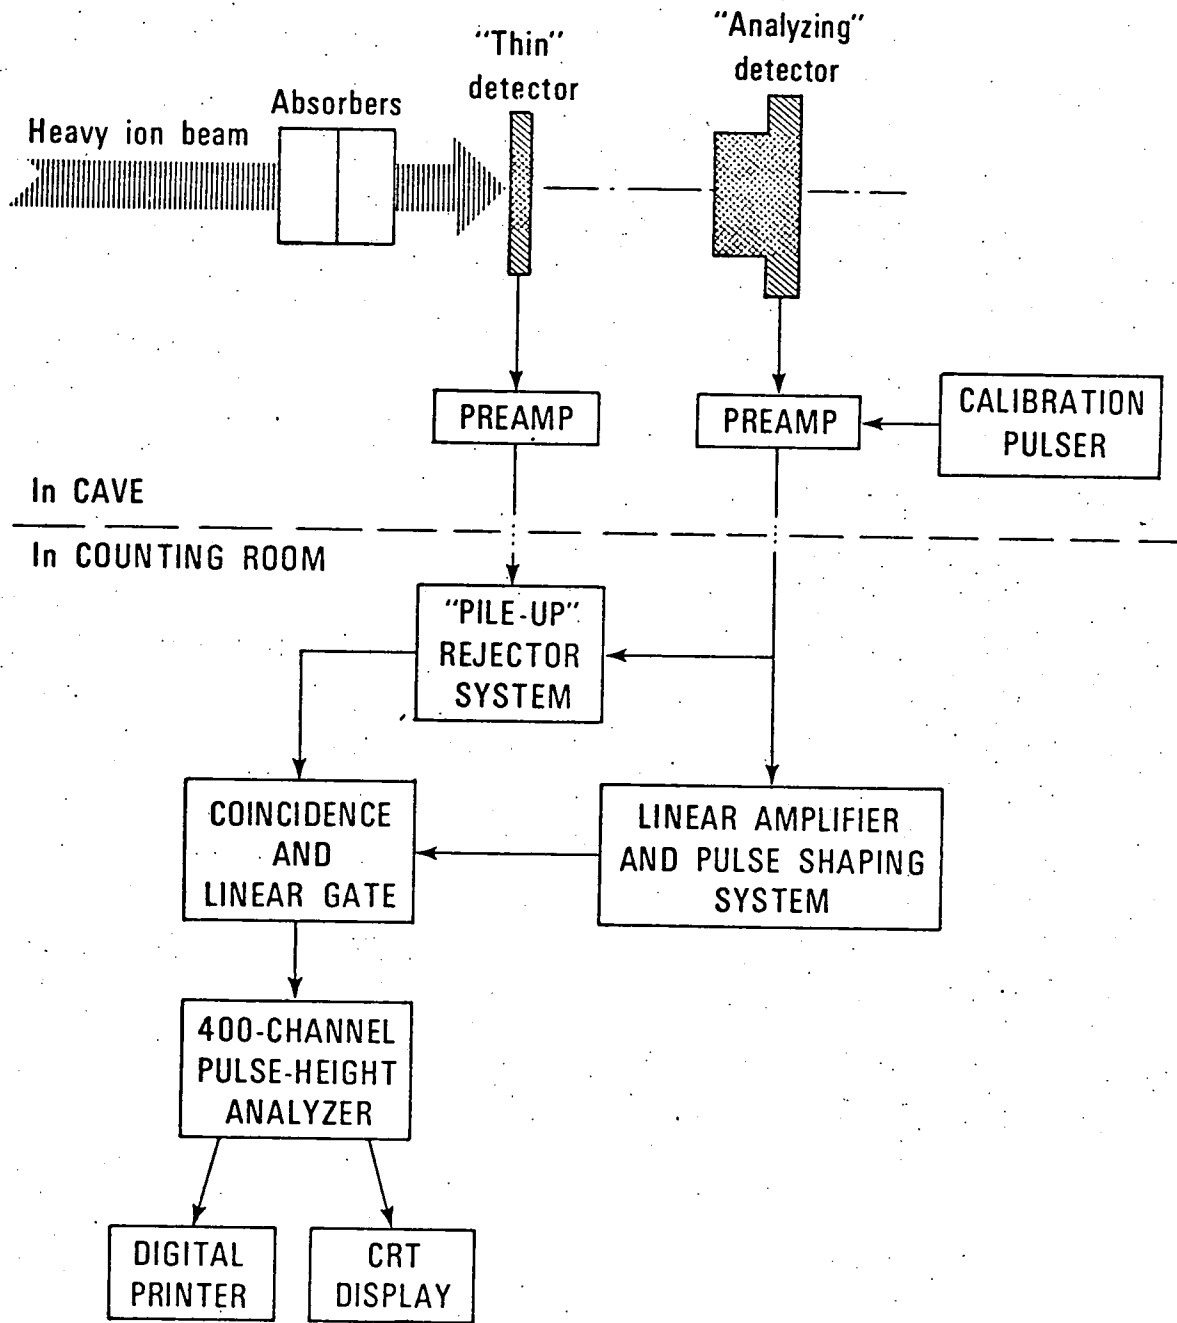 "Thin"
detector
"Analyzing"
detector
Absorbers
Heavy ion beam
PREAMP
PREAMP
CALIBRATION
PULSER
In CAVE
In COUNTING ROOM
"PILE-UP"
REJECTOR
SYSTEM
COINCIDENCE
AND
LINEAR GATE
LINEAR AMPLIFIER
AND PULSE SHAPING
SYSTEM
400-CHANNEL
PULSE-HEIGHT
ANALYZER
DIGITAL
PRINTER
CRT
DISPLAY